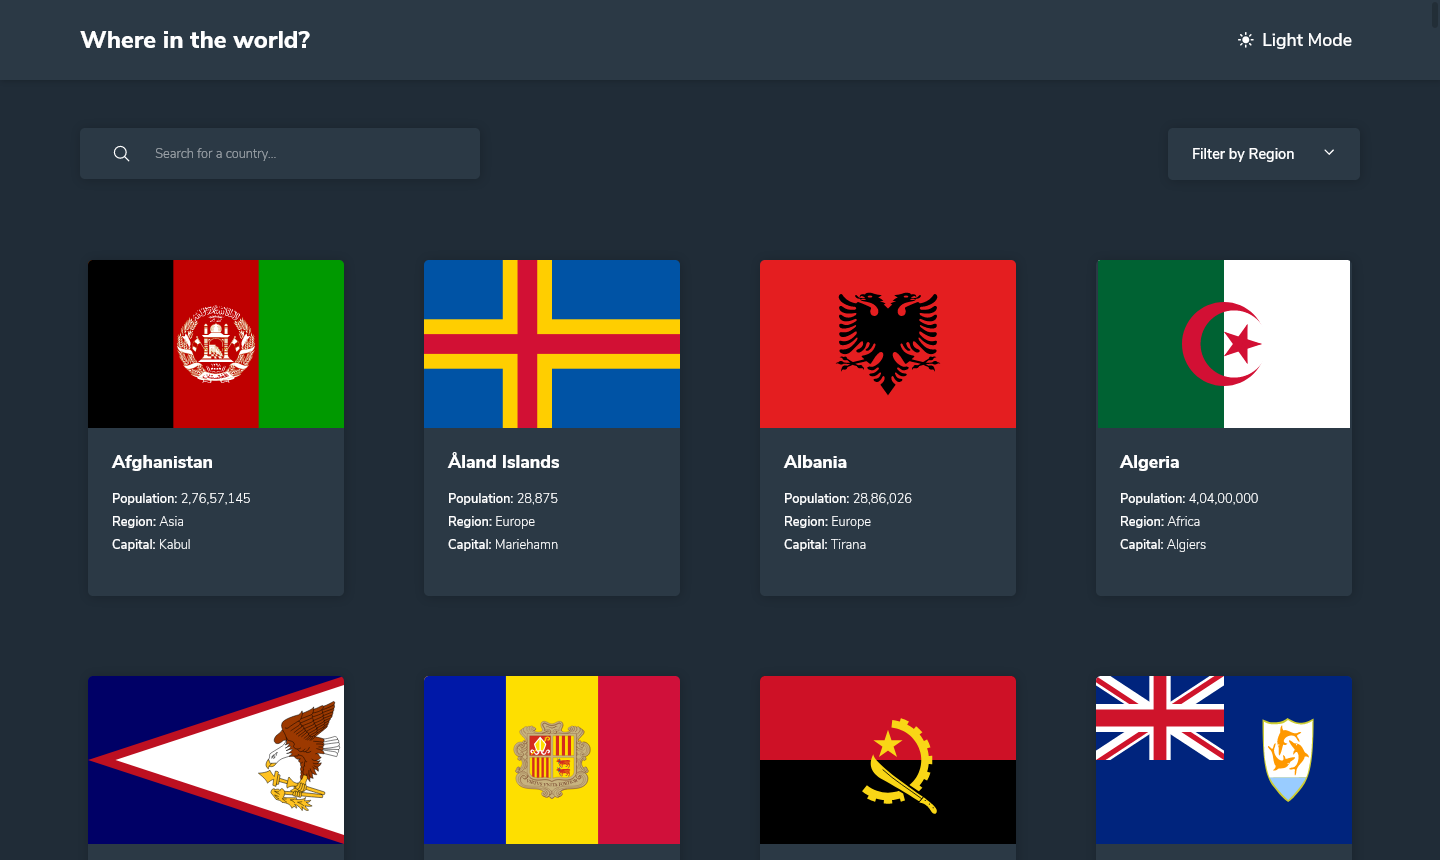 Where in the world?
Light Mode
Search for a country...
Filter by Region
Afghanistan
Population: 2,76,57,145
Region: Asia
Capital: Kabul
Åland Islands
Population: 28,875
Region: Europe
Capital: Mariehamn
Albania
Population: 28,86,026
Region: Europe
Capital: Tirana
Algeria
Population: 4,04,00,000
Region: Africa
Capital: Algiers